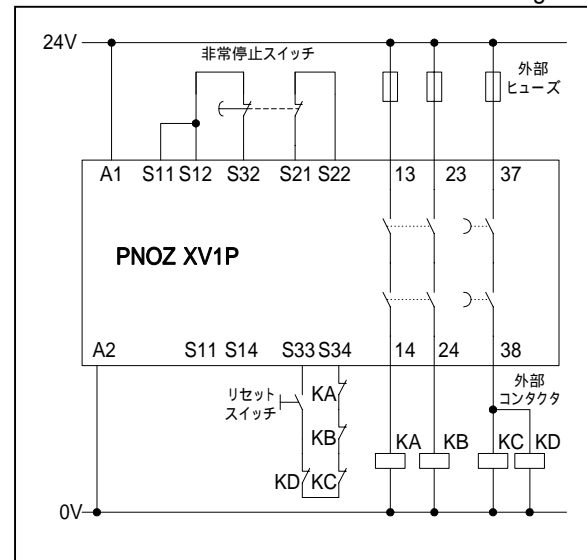 24V
非常停止スイッチ
外部
ヒューズ
A1 S11 S12 S32 S21 S22 13 23 37
PNOZ XV1P
A2 S11 S14 S33 S34 14 24 38
リセット
スイッチ
KA
KB
KD KC
外部
コンタクタ
KA KB KC KD
0V